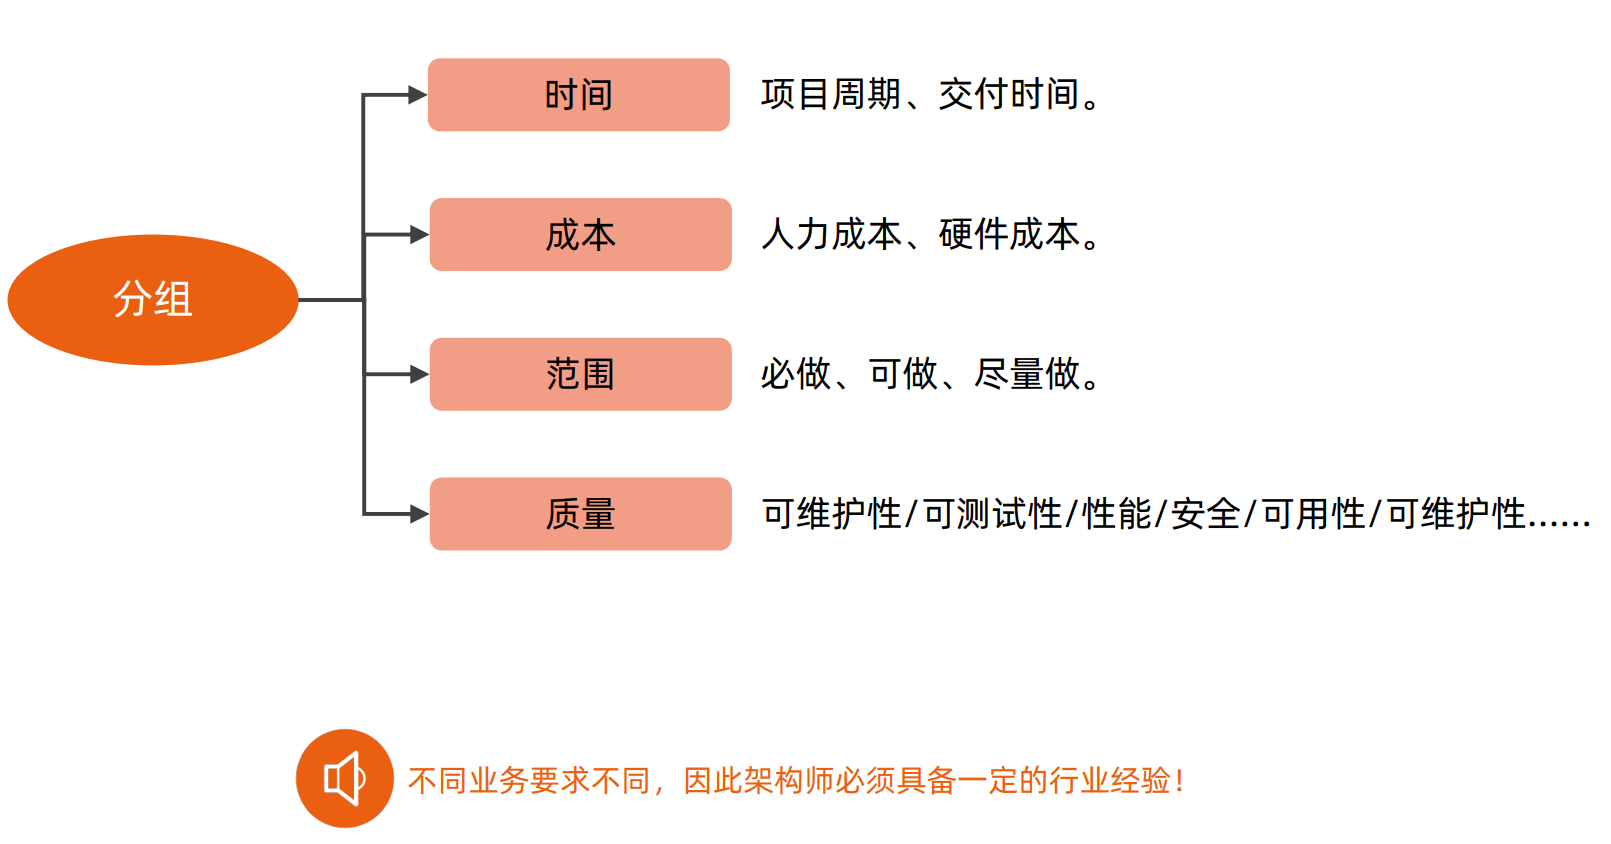 时间 项目周期、交付时间。
成本 人力成本、硬件成本。
分组
范围 必做、可做、尽量做。
质量 可维护性/可测试性/性能/安全/可用性/可维护性......
不同业务要求不同，因此架构师必须具备一定的行业经验！